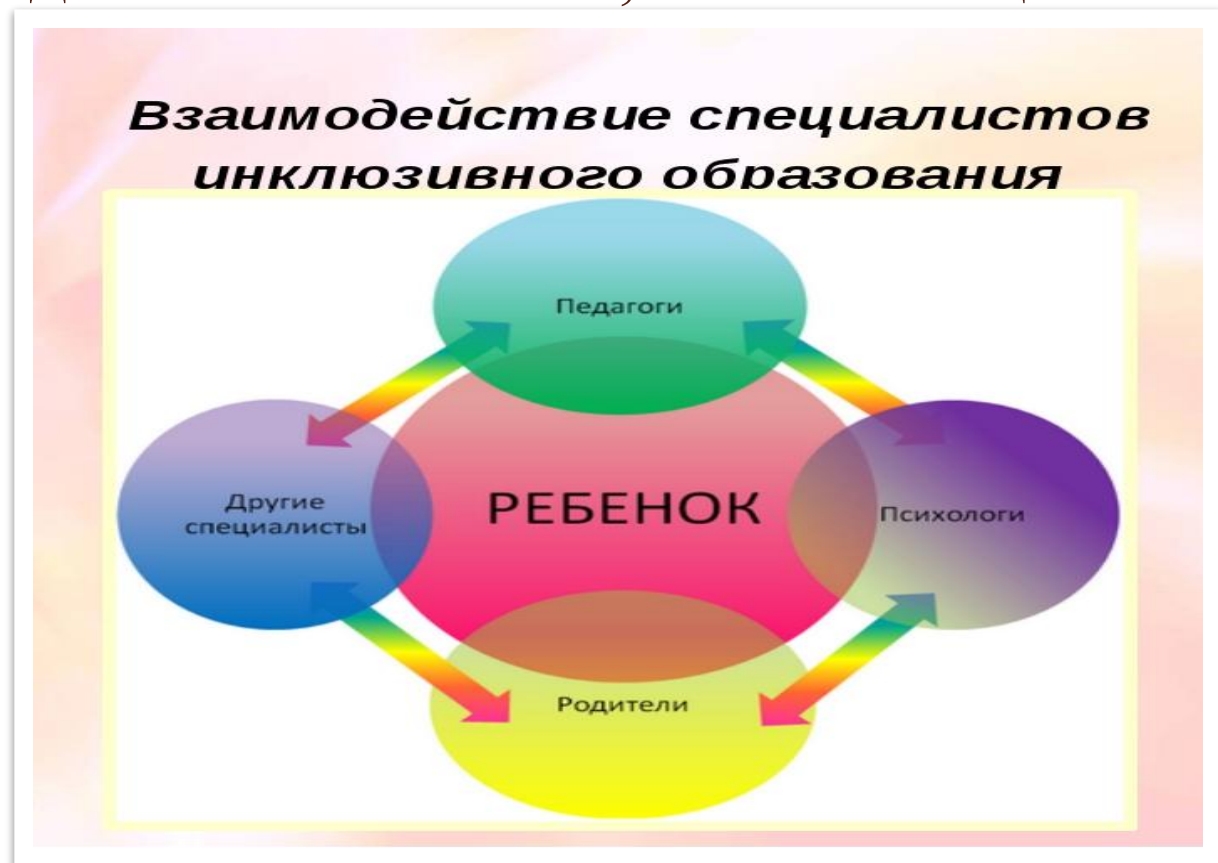 Взаимодействие специалистов
инклюзивного образования
Педагоги
Другие
специалисты
РЕБЕНОК
Психологи
Родители